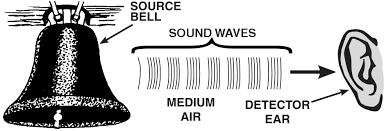 SOURCE
BELL
SOUND WAVES
MEDIUM
AIR
DETECTOR
EAR